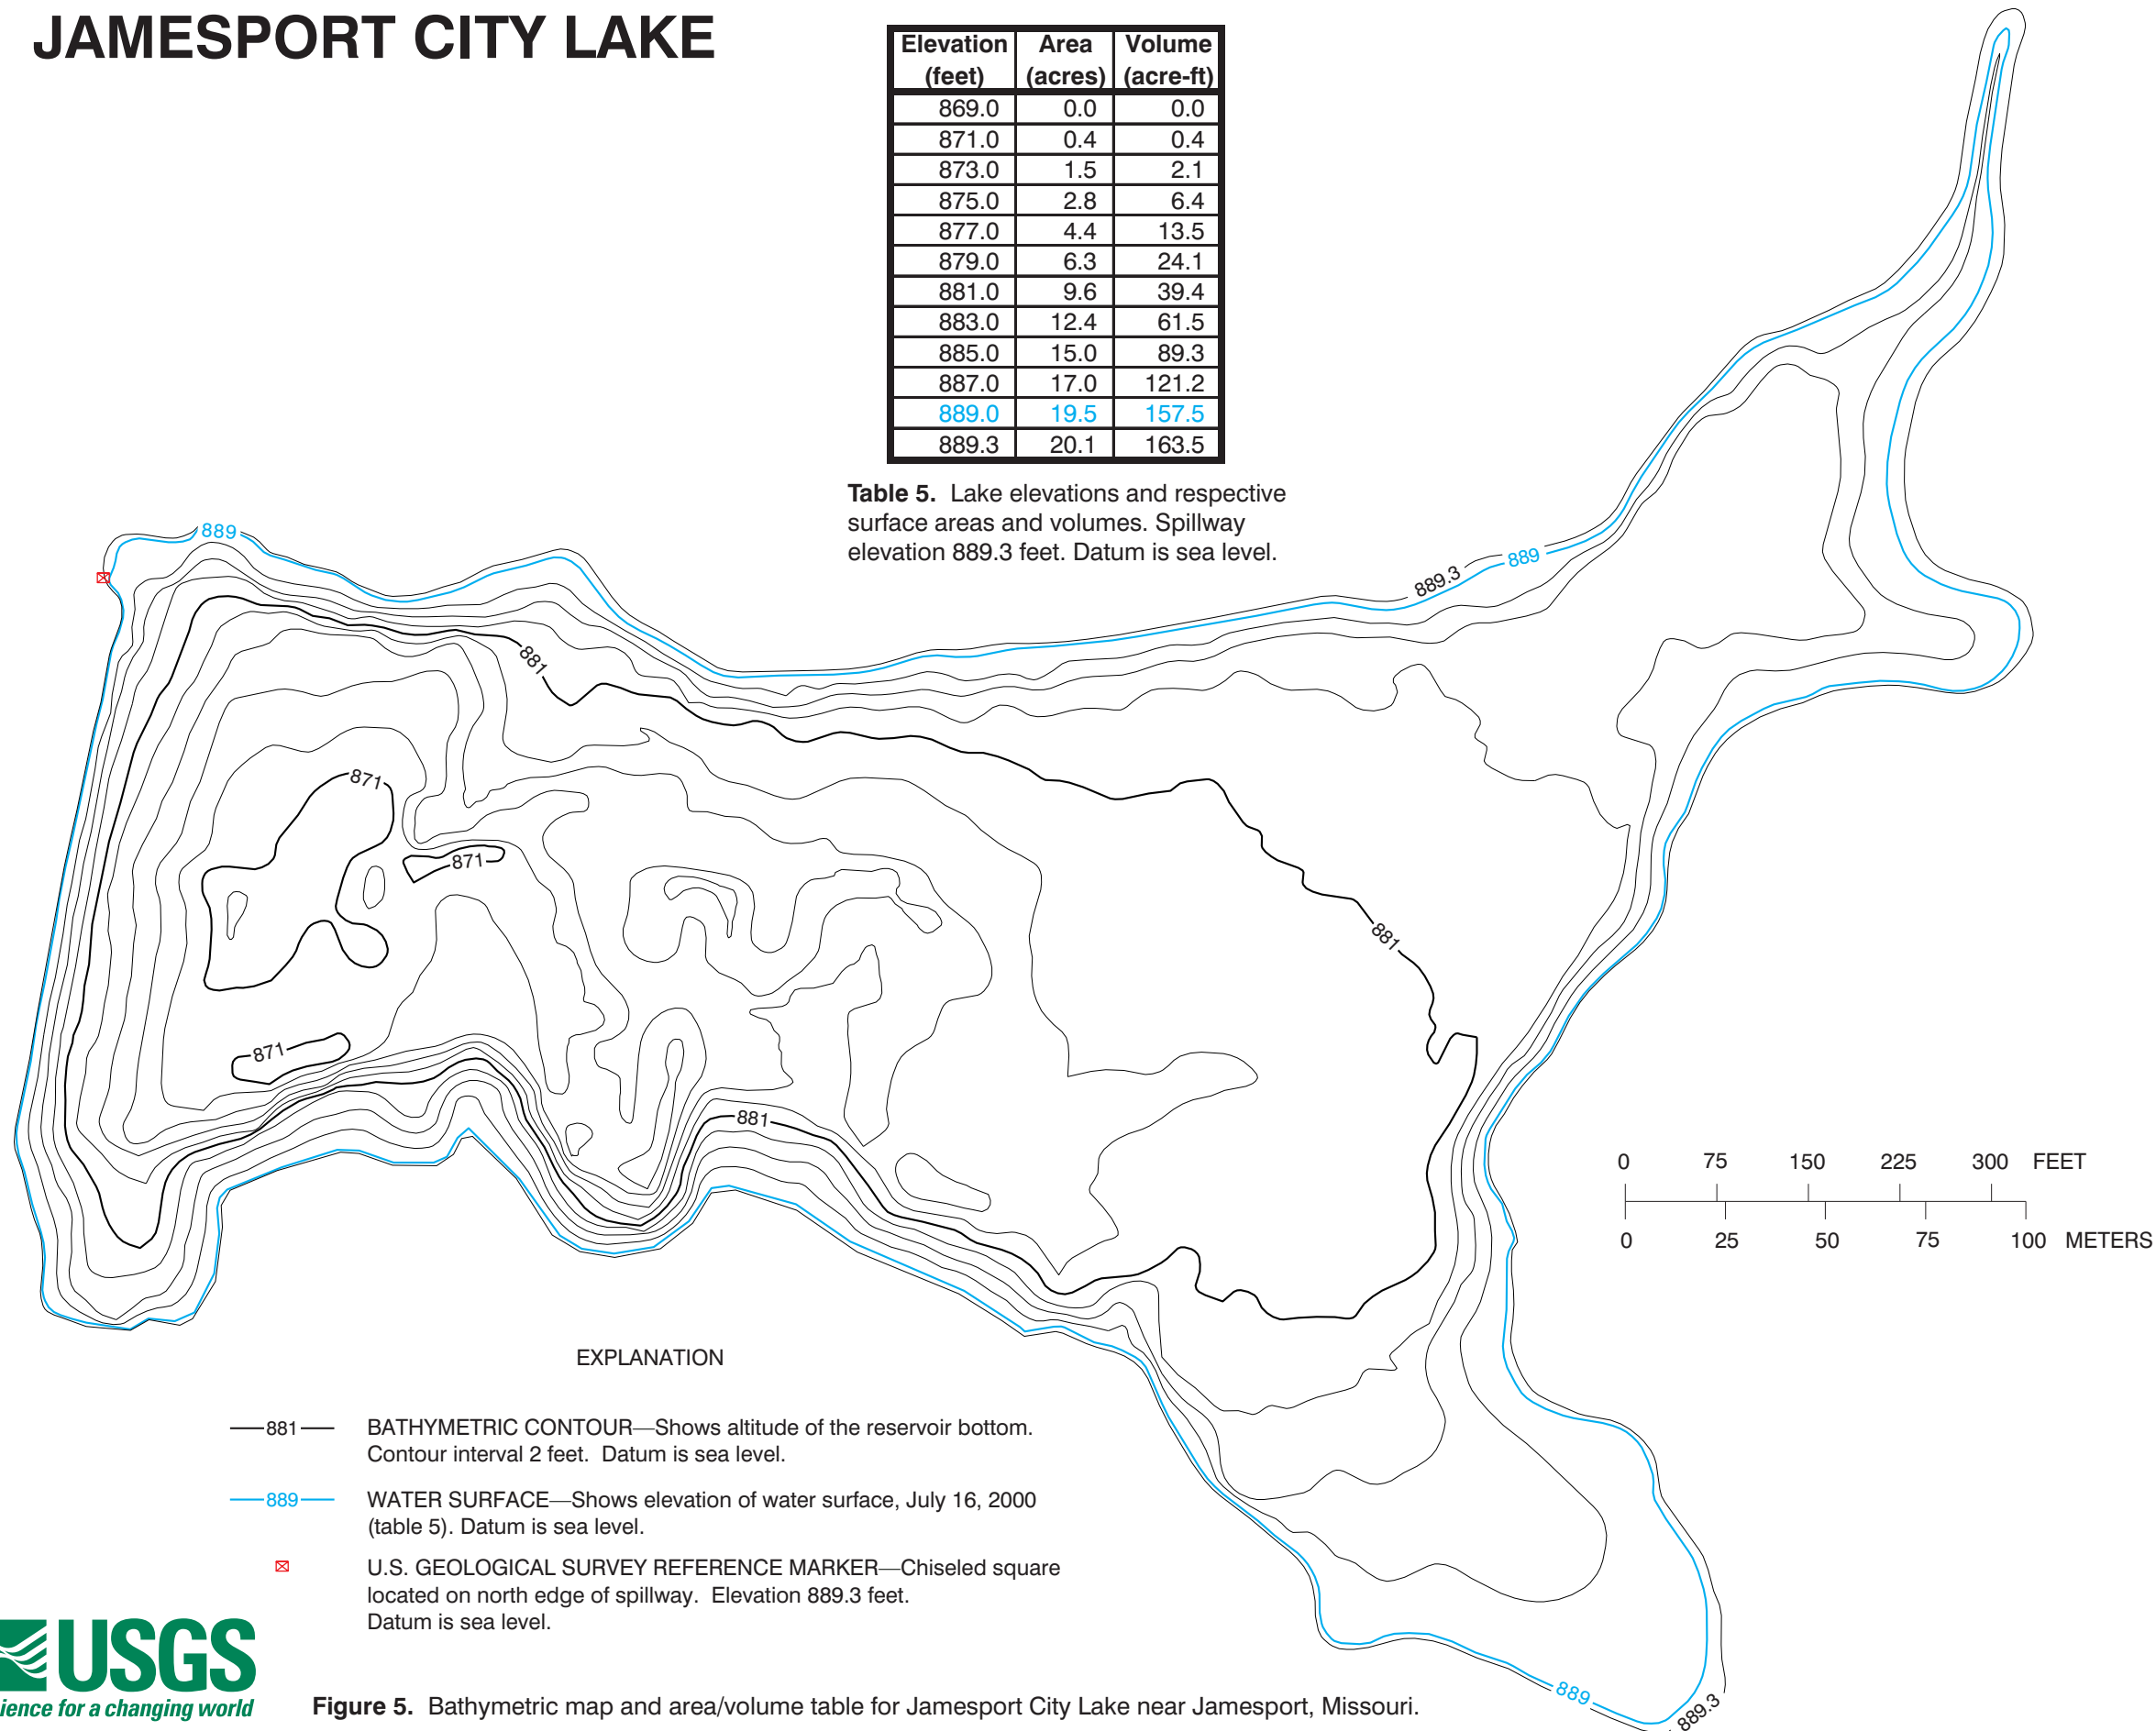 JAMESPORT CITY LAKE
Elevation (feet) Area (acres) Volume (acre-ft)
869.0 0.0 0.0
871.0 0.4 0.4
873.0 1.5 2.1
875.0 2.8 6.4
877.0 4.4 13.5
879.0 6.3 24.1
881.0 9.6 39.4
883.0 12.4 61.5
885.0 15.0 89.3
887.0 17.0 121.2
889.0 19.5 157.5
889.3 20.1 163.5
Table 5. Lake elevations and respective
surface areas and volumes. Spillway
elevation 889.3 feet. Datum is sea level.
889
889.3
889
881
871
871
881
871
881
0 75 150 225 300 FEET
0 25 50 75 100 METERS
EXPLANATION
881 BATHYMETRIC CONTOUR—Shows altitude of the reservoir bottom.
Contour interval 2 feet. Datum is sea level.
889 WATER SURFACE—Shows elevation of water surface, July 16, 2000
(table 5). Datum is sea level.
U.S. GEOLOGICAL SURVEY REFERENCE MARKER—Chiseled square
located on north edge of spillway. Elevation 889.3 feet.
Datum is sea level.
889
889.3
USGS
ience for a changing world
Figure 5. Bathymetric map and area/volume table for Jamesport City Lake near Jamesport, Missouri.